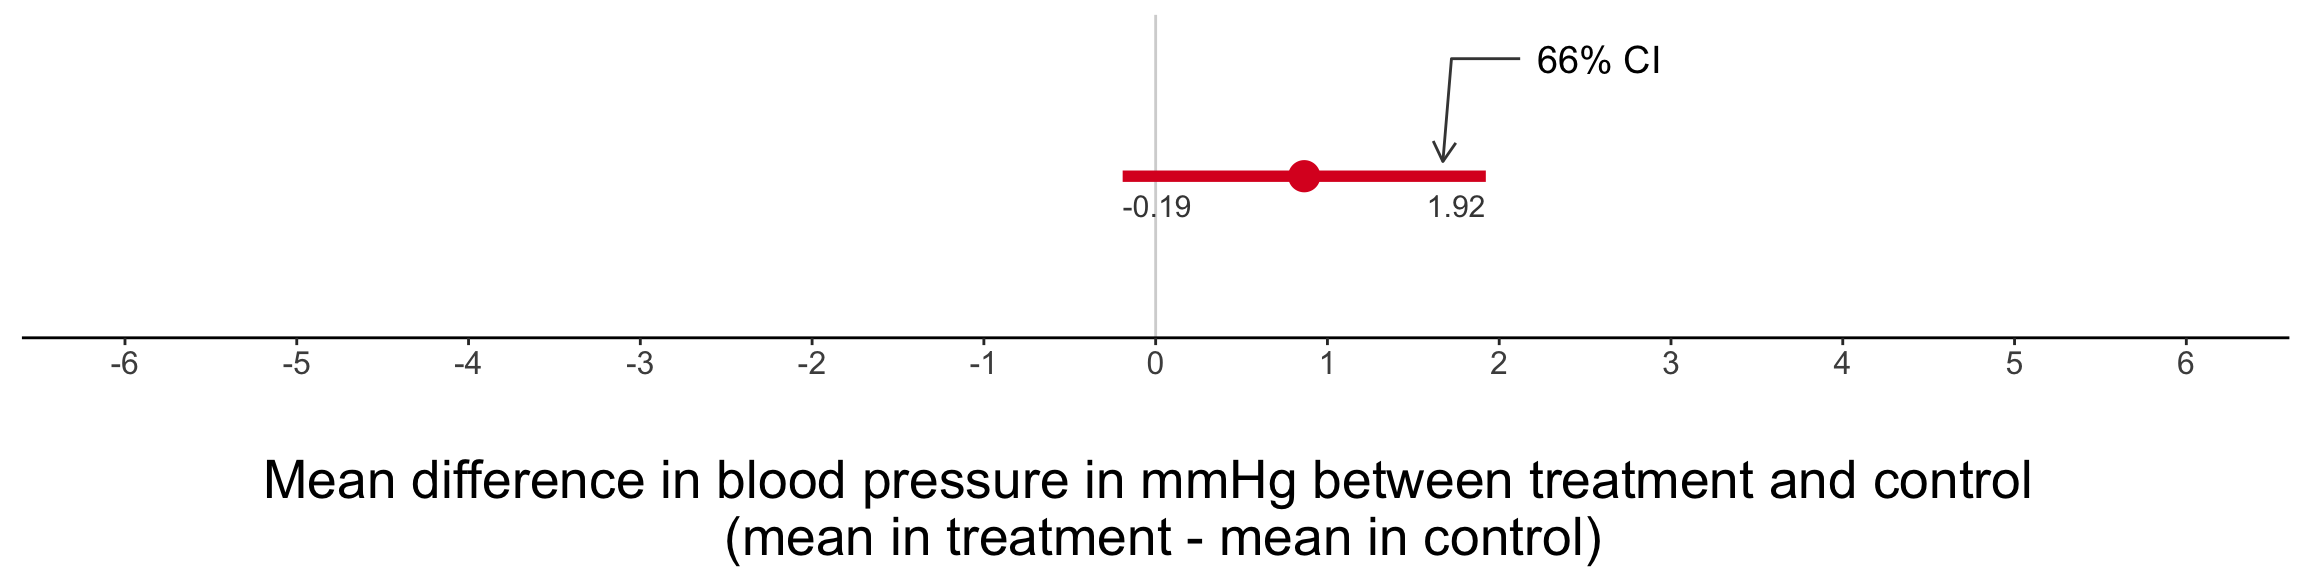 66% CI
-0.19 1.92
-6 -5 -4 -3 -2 -1 0 1 2 3 4 5 6
Mean difference in blood pressure in mmHg between treatment and control
(mean in treatment - mean in control)